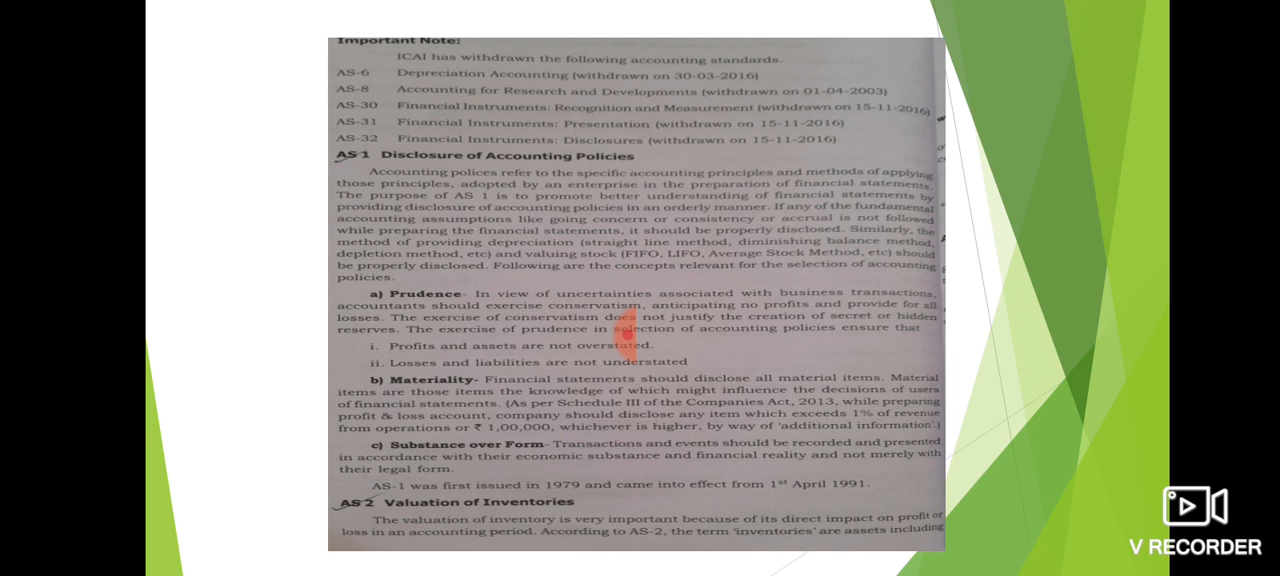 Important Note:
ICAI has withdrawn the following accounting standards.
AS-6 Depreciation Accounting (withdrawn on 30-03-2016)
AS-8 Accounting for Research and Developments (withdrawn on 01-04-2003)
AS-30 Financial Instruments: Recognition and Measurement (withdrawn on 15-11-2016)
AS-31 Financial Instruments: Presentation (withdrawn on 15-11-2016)
AS-32 Financial Instruments: Disclosures (withdrawn on 15-11-2016)
AS 1 Disclosure of Accounting Policies
Accounting polices refer to the specific accounting principles and methods of applying
those principles, adopted by an enterprise in the preparation of financial statements.
The purpose of AS 1 is to promote better understanding of financial statements by
providing disclosure of accounting policies in an orderly manner. If any of the fundamental
accounting assumptions like going concern or consistency or accrual is not followed
while preparing the financial statements, it should be properly disclosed. Similarly, the
method of providing depreciation (straight line method, diminishing balance method,
depletion method, etc) and valuing stock (FIFO, LIFO, Average Stock Method, etc) should
be properly disclosed. Following are the concepts relevant for the selection of accounting
policies.
a) Prudence- In view of uncertainties associated with business transactions,
accountants should exercise conservatism, anticipating no profits and provide for all
losses. The exercise of conservatism does not justify the creation of secret or hidden
reserves. The exercise of prudence in selection of accounting policies ensure that
i. Profits and assets are not overstated.
ii. Losses and liabilities are not understated
b) Materiality- Financial statements should disclose all material items. Material
items are those items the knowledge of which might influence the decisions of users
of financial statements. (As per Schedule III of the Companies Act, 2013, while preparing
profit & loss account, company should disclose any item which exceeds 1% of revenue
from operations or ₹ 1,00,000, whichever is higher, by way of 'additional information'.)
c) Substance over Form- Transactions and events should be recorded and presented
in accordance with their economic substance and financial reality and not merely with
their legal form.
AS-1 was first issued in 1979 and came into effect from 1st April 1991.
AS 2 Valuation of Inventories
The valuation of inventory is very important because of its direct impact on profit or
loss in an accounting period. According to AS-2, the term 'inventories' are assets including
V RECORDER